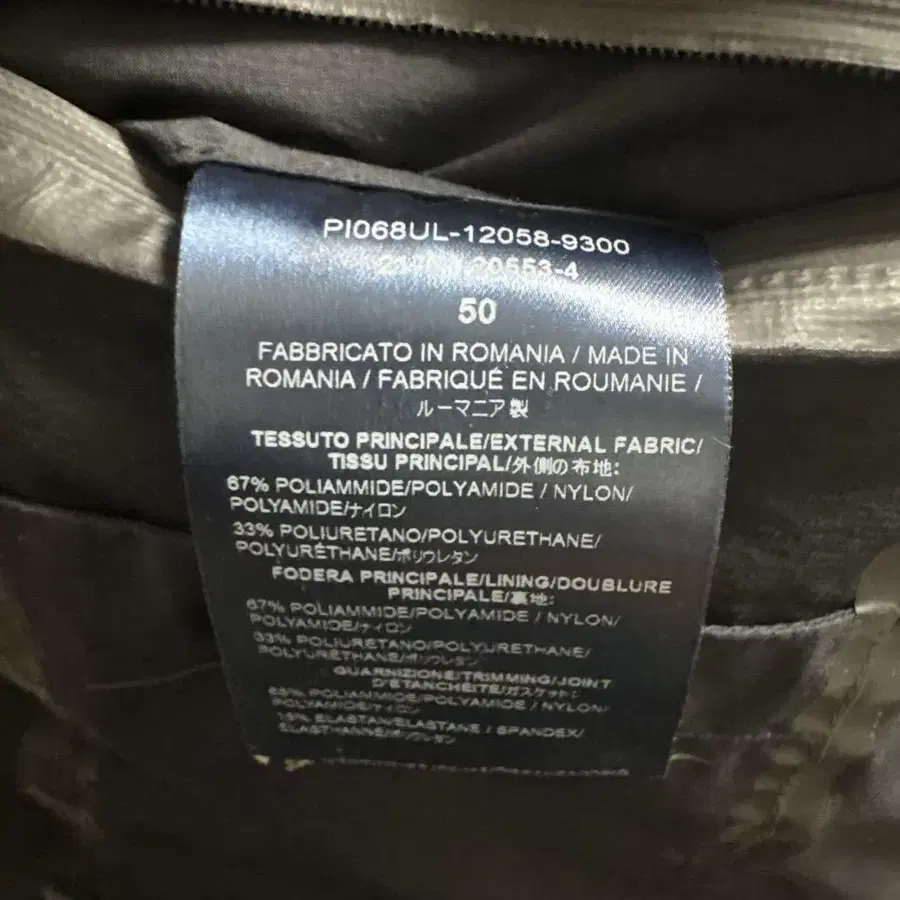 PI068UL-12058-9300
20553-4
50
FABBRICATO IN ROMANIA / MADE IN
ROMANIA / FABRIQUÉ EN ROUMANIE /
ルーマニア製
TESSUTO PRINCIPALE/EXTERNAL FABRIC/
TISSU PRINCIPAL/外側の布地:
67% POLIAMMIDE/POLYAMIDE / NYLON/
POLYAMIDE/ナイロン
33% POLIURETANO/POLYURETHANE/
POLYURÉTHANE/ポリウレタン
FODERA PRINCIPALE/LINING/DOUBLURE
PRINCIPALE/裏地:
67% POLIAMMIDE/POLYAMIDE / NYLON/
POLYAMIDE/ナイロン
33% POLIURETANO/POLYURETHANE/
POLYURÉTHANE/ポリウレタン
GUARNIZIONE/TRIMMING/JOINT
D'ETANCHÉITÉ/ガスケット:
POLIAMMIDE/POLYAMIDE / NYLON/
POLYAMIDE/ナイロン
ELASTAN/ELASTANE / SPANDEX/
ELASTHANNE/ポリウレタン